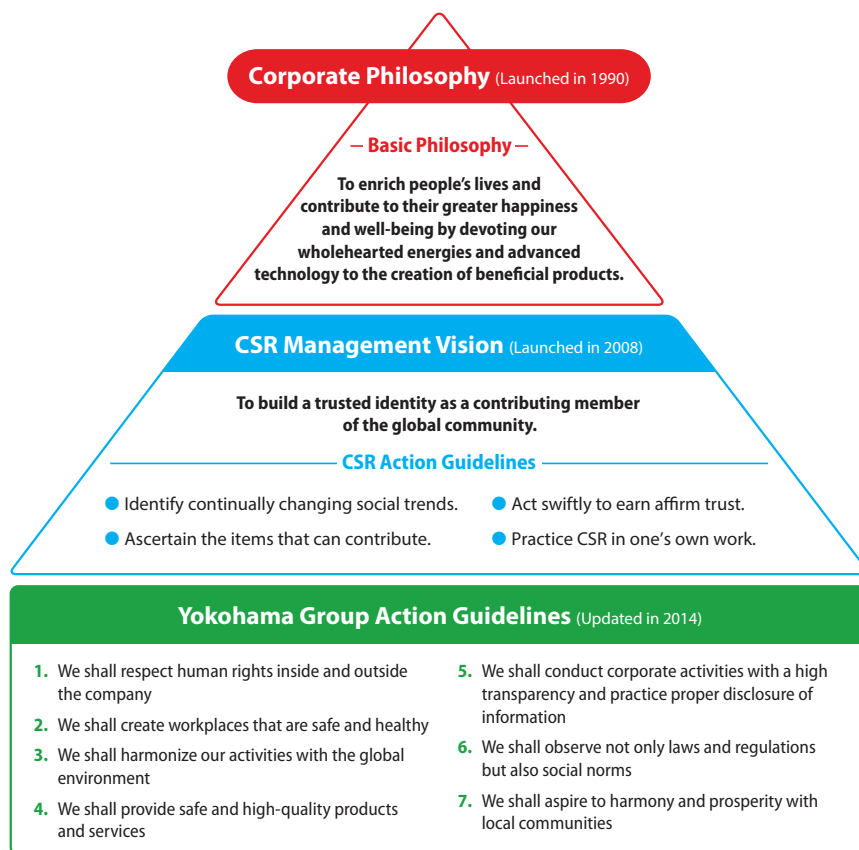 Corporate Philosophy (Launched in 1990)
Basic Philosophy
To enrich people's lives and
contribute to their greater happiness
and well-being by devoting our
wholehearted energies and advanced
technology to the creation of beneficial products.
CSR Management Vision (Launched in 2008)
To build a trusted identity as a contributing member
of the global community.
CSR Action Guidelines
Identify continually changing social trends.
Ascertain the items that can contribute.
Act swiftly to earn affirm trust.
Practice CSR in one's own work.
Yokohama Group Action Guidelines (Updated in 2014)
1. We shall respect human rights inside and outside
the company
2. We shall create workplaces that are safe and healthy
3. We shall harmonize our activities with the global
environment
4. We shall provide safe and high-quality products
and services
5. We shall conduct corporate activities with a high
transparency and practice proper disclosure of
information
6. We shall observe not only laws and regulations
but also social norms
7. We shall aspire to harmony and prosperity with
local communities